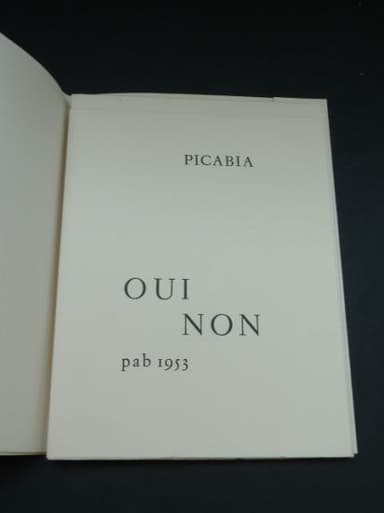 PICABIA
OUI
NON
pab 1953